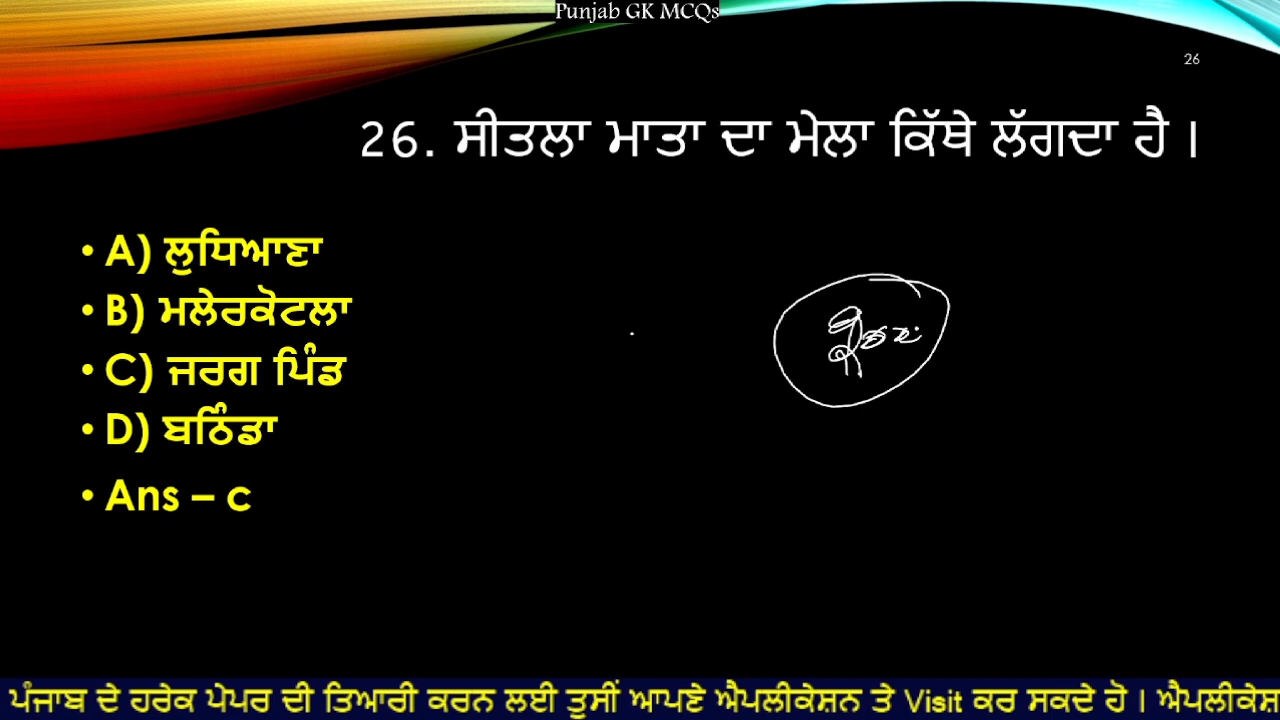 Punjab GK MCQs
26
26. ਸੀਤਲਾ ਮਾਤਾ ਦਾ ਮੇਲਾ ਕਿੱਥੇ ਲੱਗਦਾ ਹੈ ।
• A) ਲੁਧਿਆਣਾ
• B) ਮਲੇਰਕੋਟਲਾ
• C) ਜਰਗ ਪਿੰਡ
• D) ਬਠਿੰਡਾ
• Ans – c
ਪੰਜਾਬ ਦੇ ਹਰੇਕ ਪੇਪਰ ਦੀ ਤਿਆਰੀ ਕਰਨ ਲਈ ਤੁਸੀਂ ਆਪਣੇ ਐਪਲੀਕੇਸ਼ਨ ਤੇ Visit ਕਰ ਸਕਦੇ ਹੋ । ਐਪਲੀਕੇਸ਼